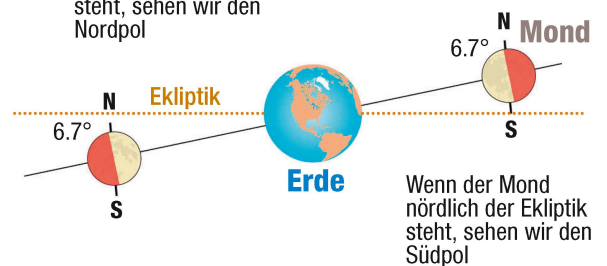 steht, sehen wir den
Nordpol
N
Mond
6.7°
Ekliptik
N
6.7°
S
S
Erde
Wenn der Mond
nördlich der Ekliptik
steht, sehen wir den
Südpol